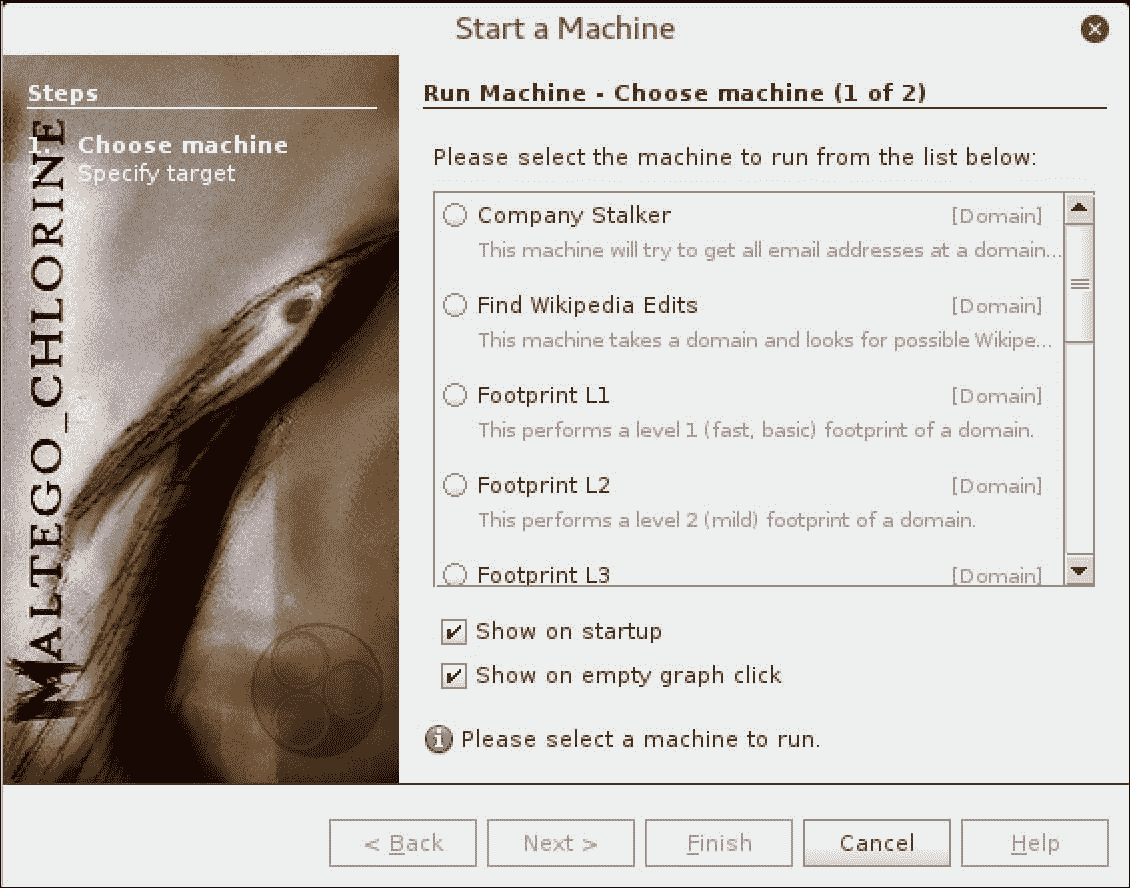 Start a Machine
Steps
1. Choose machine
2. Specify target
MALTEGO_CHLORINE
Run Machine - Choose machine (1 of 2)
Please select the machine to run from the list below:
Company Stalker [Domain]
This machine will try to get all email addresses at a domain...
Find Wikipedia Edits [Domain]
This machine takes a domain and looks for possible Wikipe...
Footprint L1 [Domain]
This performs a level 1 (fast, basic) footprint of a domain.
Footprint L2 [Domain]
This performs a level 2 (mild) footprint of a domain.
Footprint L3 [Domain]
Show on startup
Show on empty graph click
Please select a machine to run.
< Back Next > Finish Cancel Help